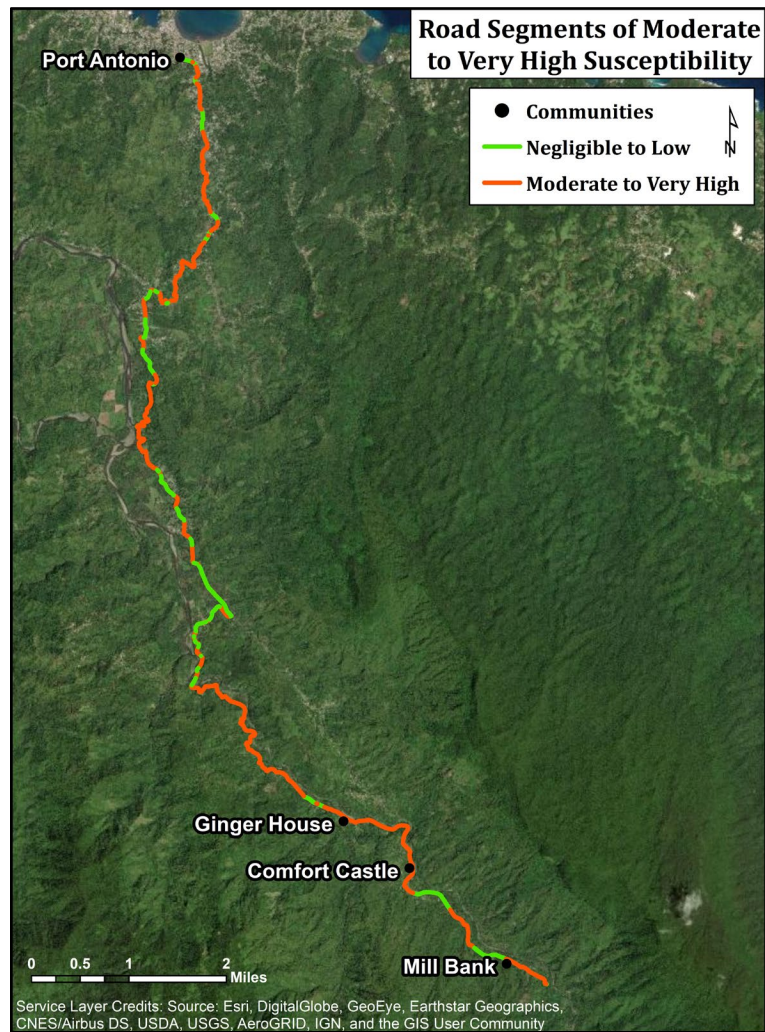 Road Segments of Moderate
to Very High Susceptibility
Port Antonio
Communities
Negligible to Low
Moderate to Very High
N
Ginger House
Comfort Castle
Mill Bank
0 0.5 1 2
Miles
Service Layer Credits: Source: Esri, DigitalGlobe, GeoEye, Earthstar Geographics,
CNES/Airbus DS, USDA, USGS, AeroGRID, IGN, and the GIS User Community